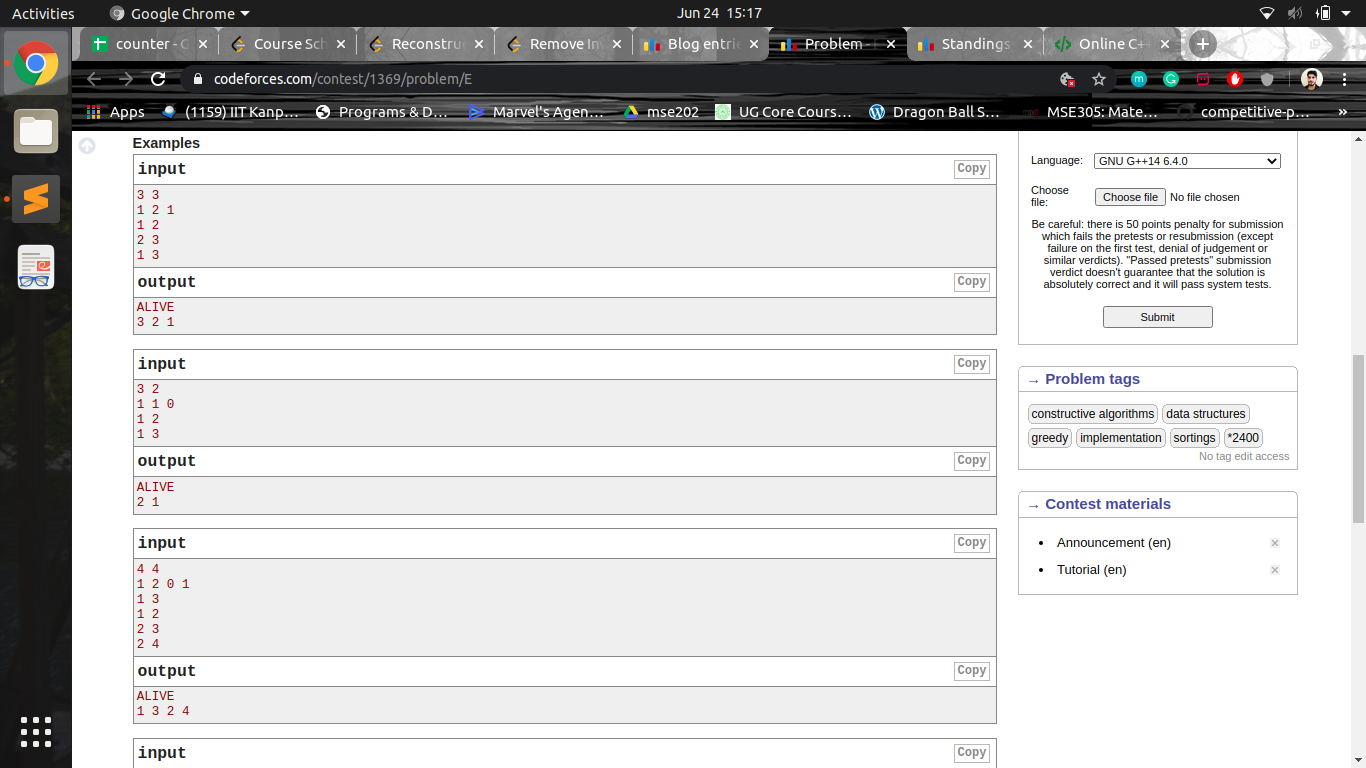 Activities
Google Chrome
Jun 24 15:17
counter - C
Course Sch
Reconstru
Remove In
Blog entrie
Problem -
Standings
Online C+
codeforces.com/contest/1369/problem/E
Apps
(1159) IIT Kanp...
Programs & D...
Marvel's Agen...
mse202
UG Core Cours...
Dragon Ball S...
MSE305: Mate...
competitive-p...
»
Examples
input
Copy
3 3
1 2 1
1 2
2 3
1 3
output
Copy
ALIVE
3 2 1
input
Copy
3 2
1 1 0
1 2
1 3
output
Copy
ALIVE
2 1
input
Copy
4 4
1 2 0 1
1 3
1 2
2 3
2 4
output
Copy
ALIVE
1 3 2 4
input
Copy
Language:
GNU G++14 6.4.0
Choose
file:
Choose file No file chosen
Be careful: there is 50 points penalty for submission
which fails the pretests or resubmission (except
failure on the first test, denial of judgement or
similar verdicts). "Passed pretests" submission
verdict doesn't guarantee that the solution is
absolutely correct and it will pass system tests.
Submit
→ Problem tags
constructive algorithms
data structures
greedy
implementation
sortings
*2400
No tag edit access
→ Contest materials
Announcement (en)
Tutorial (en)